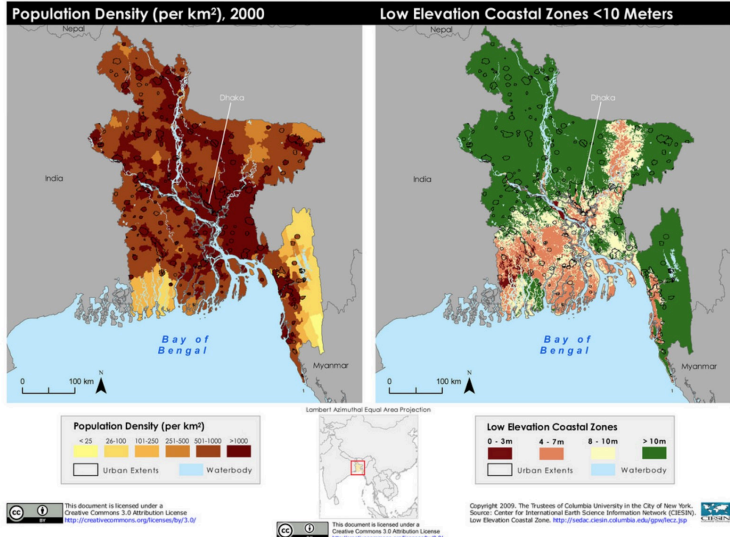 Population Density (per km²), 2000
Low Elevation Coastal Zones <10 Meters
Nepal
Nepal
Dhaka
Dhaka
India
India
Bay of
Bengal
Bay of
Bengal
Myanmar
Myanmar
0 100 km N
0 100 km N
Lambert Azimuthal Equal Area Projection
Population Density (per km²)
< 25 26-100 101-250 251-500 501-1000 >1000
Urban Extents Waterbody
Low Elevation Coastal Zones
0 - 3m 4 - 7m 8 - 10m > 10m
Urban Extents Waterbody
cc BY
This document is licensed under a
Creative Commons 3.0 Attribution License
http://creativecommons.org/licenses/by/3.0/
cc
This document is licensed under a
Creative Commons 3.0 Attribution License
Copyright 2009. The Trustees of Columbia University in the City of New York.
Source: Center for International Earth Science Information Network (CIESIN).
Low Elevation Coastal Zone. http://sedac.ciesin.columbia.edu/gpw/lecz.jsp
CIESIN